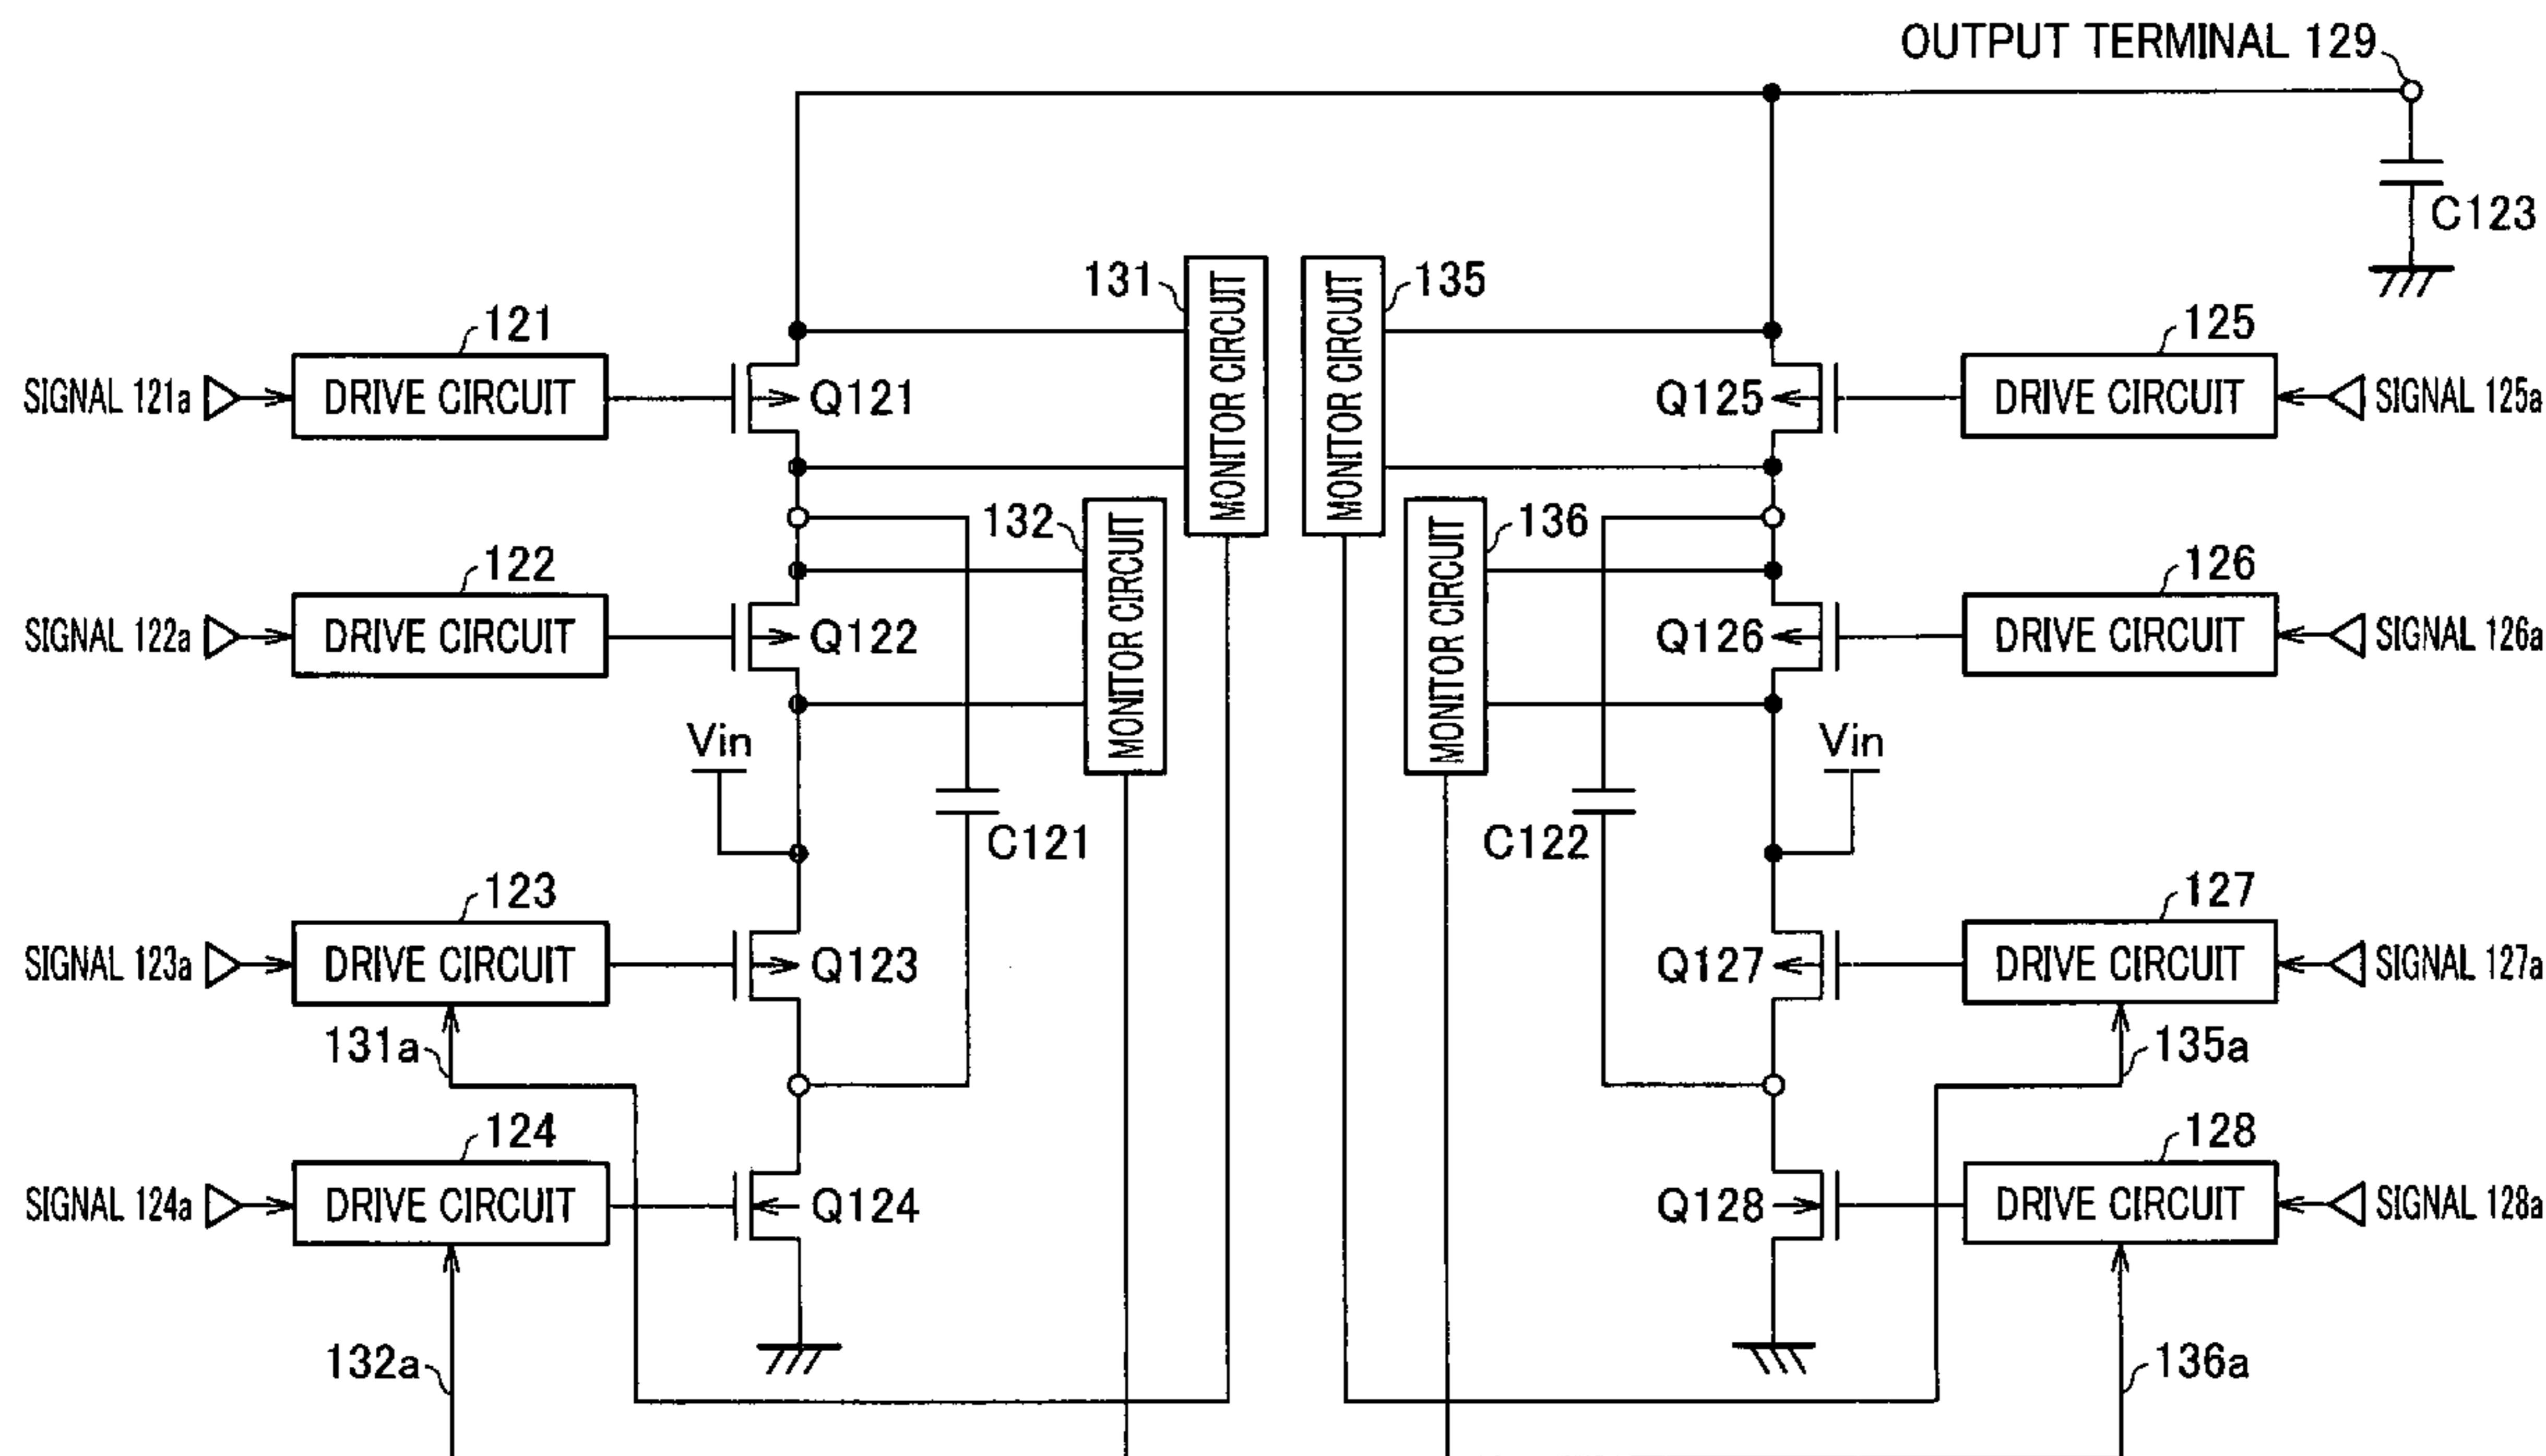 OUTPUT TERMINAL 129
C123
131
135
MONITOR CIRCUIT
MONITOR CIRCUIT
121
125
SIGNAL 121a
DRIVE CIRCUIT
Q121
Q125
DRIVE CIRCUIT
SIGNAL 125a
132
136
MONITOR CIRCUIT
MONITOR CIRCUIT
122
126
SIGNAL 122a
DRIVE CIRCUIT
Q122
Q126
DRIVE CIRCUIT
SIGNAL 126a
Vin
Vin
C121
C122
123
127
SIGNAL 123a
DRIVE CIRCUIT
Q123
Q127
DRIVE CIRCUIT
SIGNAL 127a
131a
135a
124
128
SIGNAL 124a
DRIVE CIRCUIT
Q124
Q128
DRIVE CIRCUIT
SIGNAL 128a
132a
136a